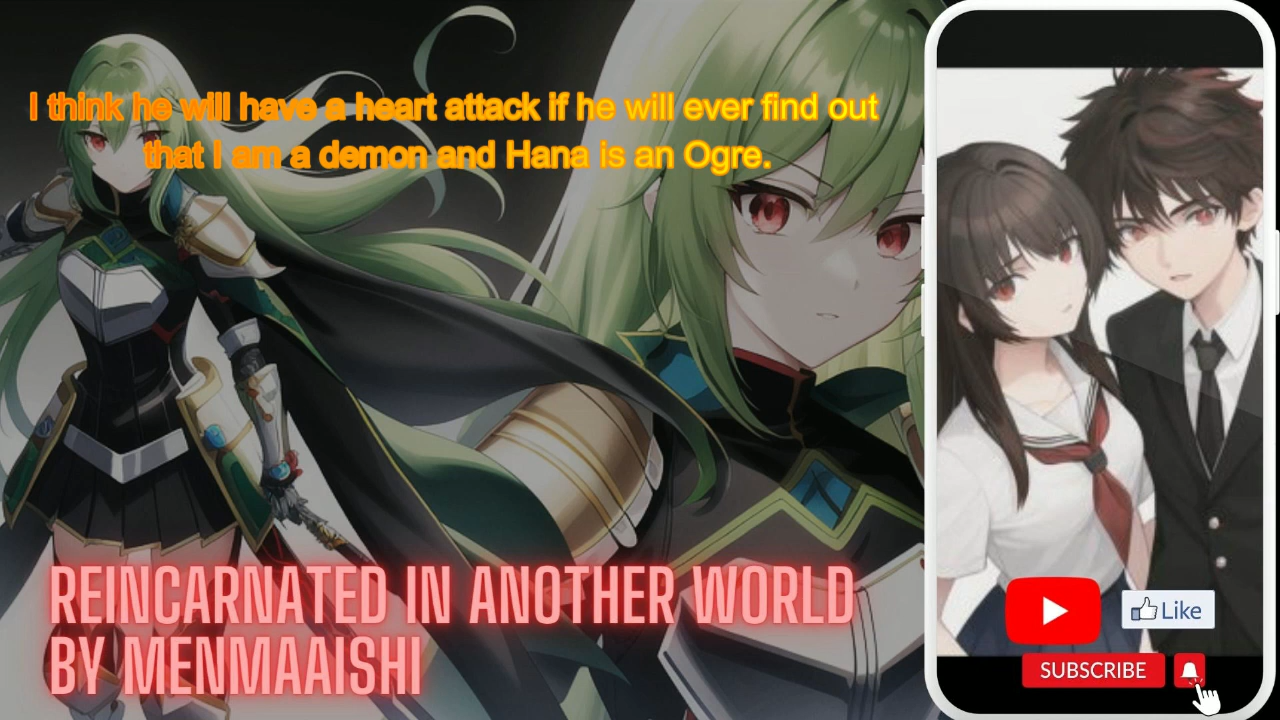 I think he will have a heart attack if he will ever find out
that I am a demon and Hana is an Ogre.
REINCARNATED IN ANOTHER WORLD
BY MENMAAISHI
Like
SUBSCRIBE